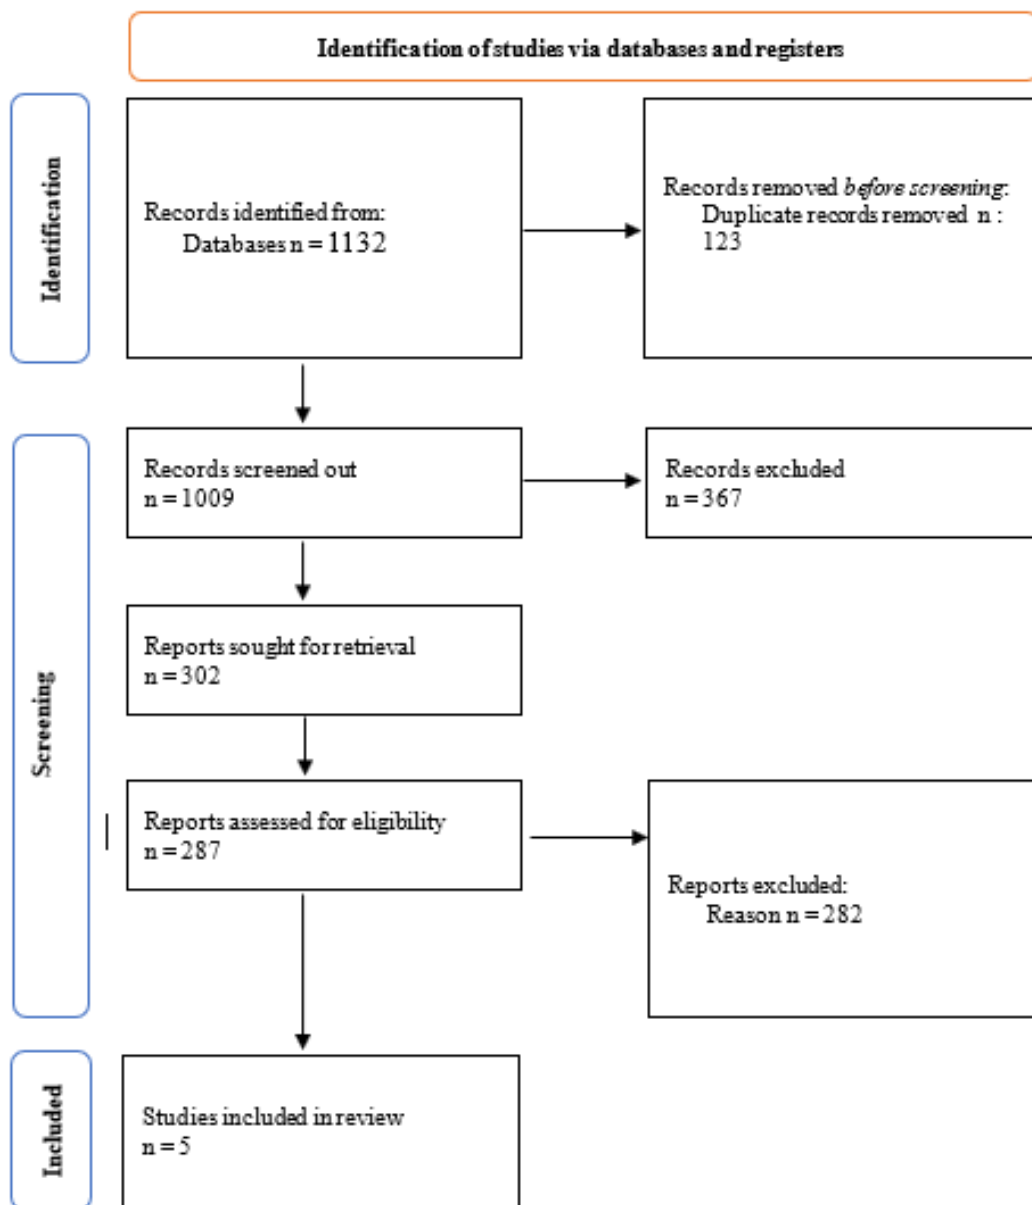 Identification of studies via databases and registers
Identification
Records identified from:
Databases n = 1132
Records removed before screening:
Duplicate records removed n :
123
Screening
Records screened out
n = 1009
Records excluded
n = 367
Reports sought for retrieval
n = 302
Reports assessed for eligibility
n = 287
Reports excluded:
Reason n = 282
Included
Studies included in review
n = 5